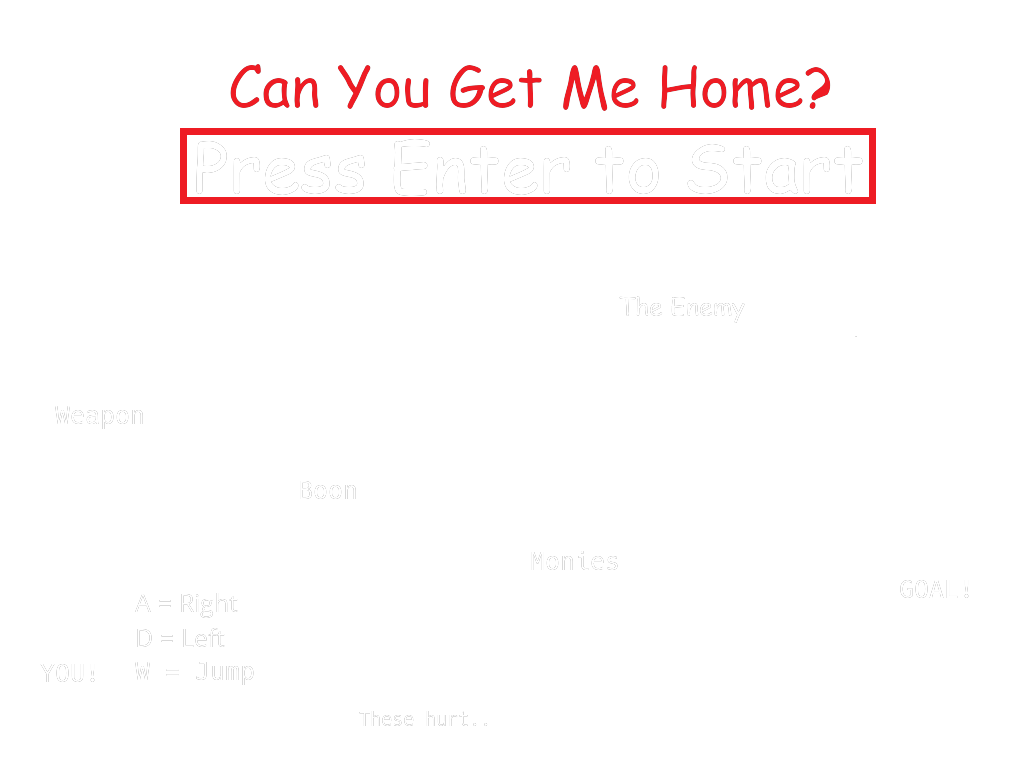 Can You Get Me Home?
Press Enter to Start
The Enemy
Weapon
Boon
Monies
GOAL:
A = Right
D = Left
YOU: W = Jump
These hurt..